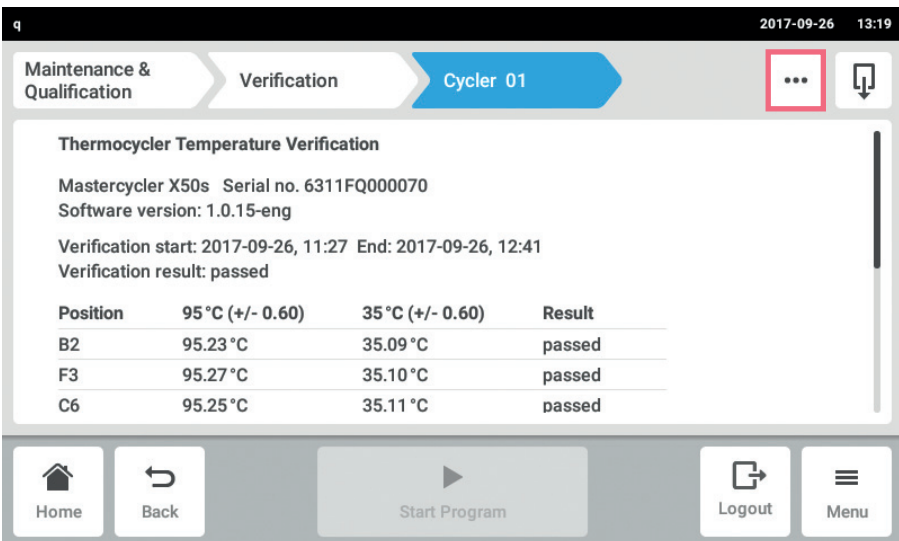 q 2017-09-26 13:19
Maintenance &
Qualification
Verification
Cycler 01
Thermocycler Temperature Verification
Mastercycler X50s Serial no. 6311FQ000070
Software version: 1.0.15-eng
Verification start: 2017-09-26, 11:27 End: 2017-09-26, 12:41
Verification result: passed
Position 95°C (+/- 0.60) 35°C (+/- 0.60) Result
B2 95.23°C 35.09°C passed
F3 95.27°C 35.10°C passed
C6 95.25°C 35.11°C passed
Home Back Start Program Logout Menu